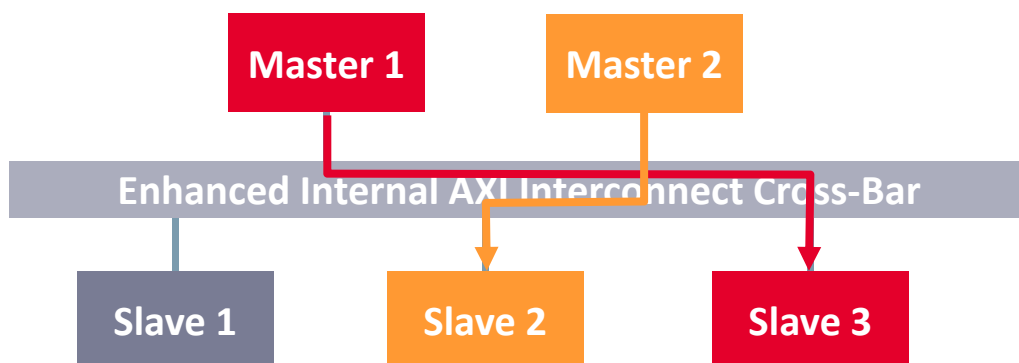 Master 1
Master 2
Enhanced Internal AXI Interconnect Cross-Bar
Slave 1
Slave 2
Slave 3